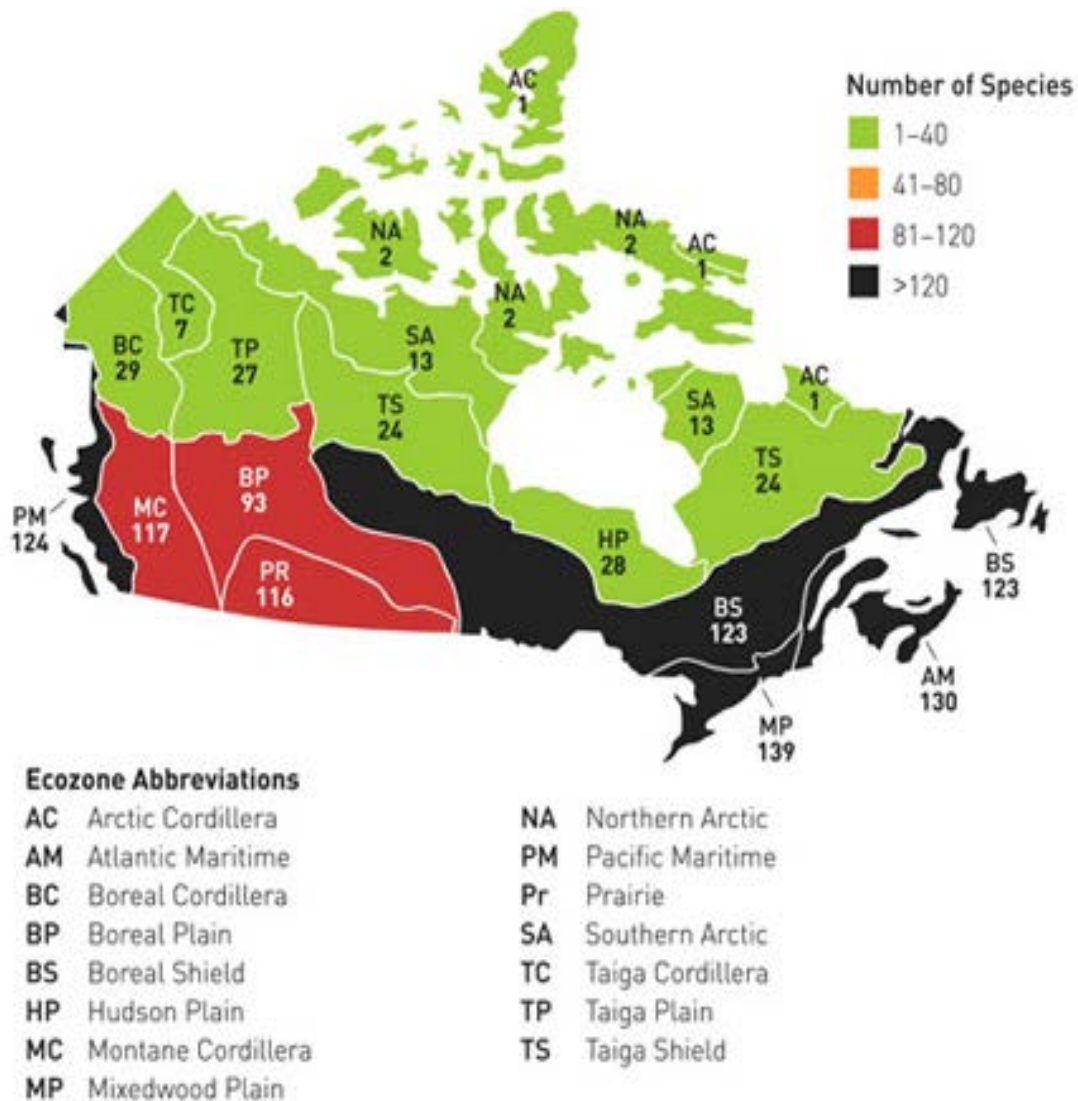 AC
1
Number of Species
1–40
41–80
81–120
>120
NA
2
NA
2
AC
1
NA
2
TC
7
BC
29
TP
27
SA
13
TS
24
SA
13
AC
1
TS
24
PM
124
MC
117
BP
93
PR
116
HP
28
BS
123
BS
123
AM
130
MP
139
Ecozone Abbreviations
AC Arctic Cordillera
AM Atlantic Maritime
BC Boreal Cordillera
BP Boreal Plain
BS Boreal Shield
HP Hudson Plain
MC Montane Cordillera
MP Mixedwood Plain
NA Northern Arctic
PM Pacific Maritime
Pr Prairie
SA Southern Arctic
TC Taiga Cordillera
TP Taiga Plain
TS Taiga Shield